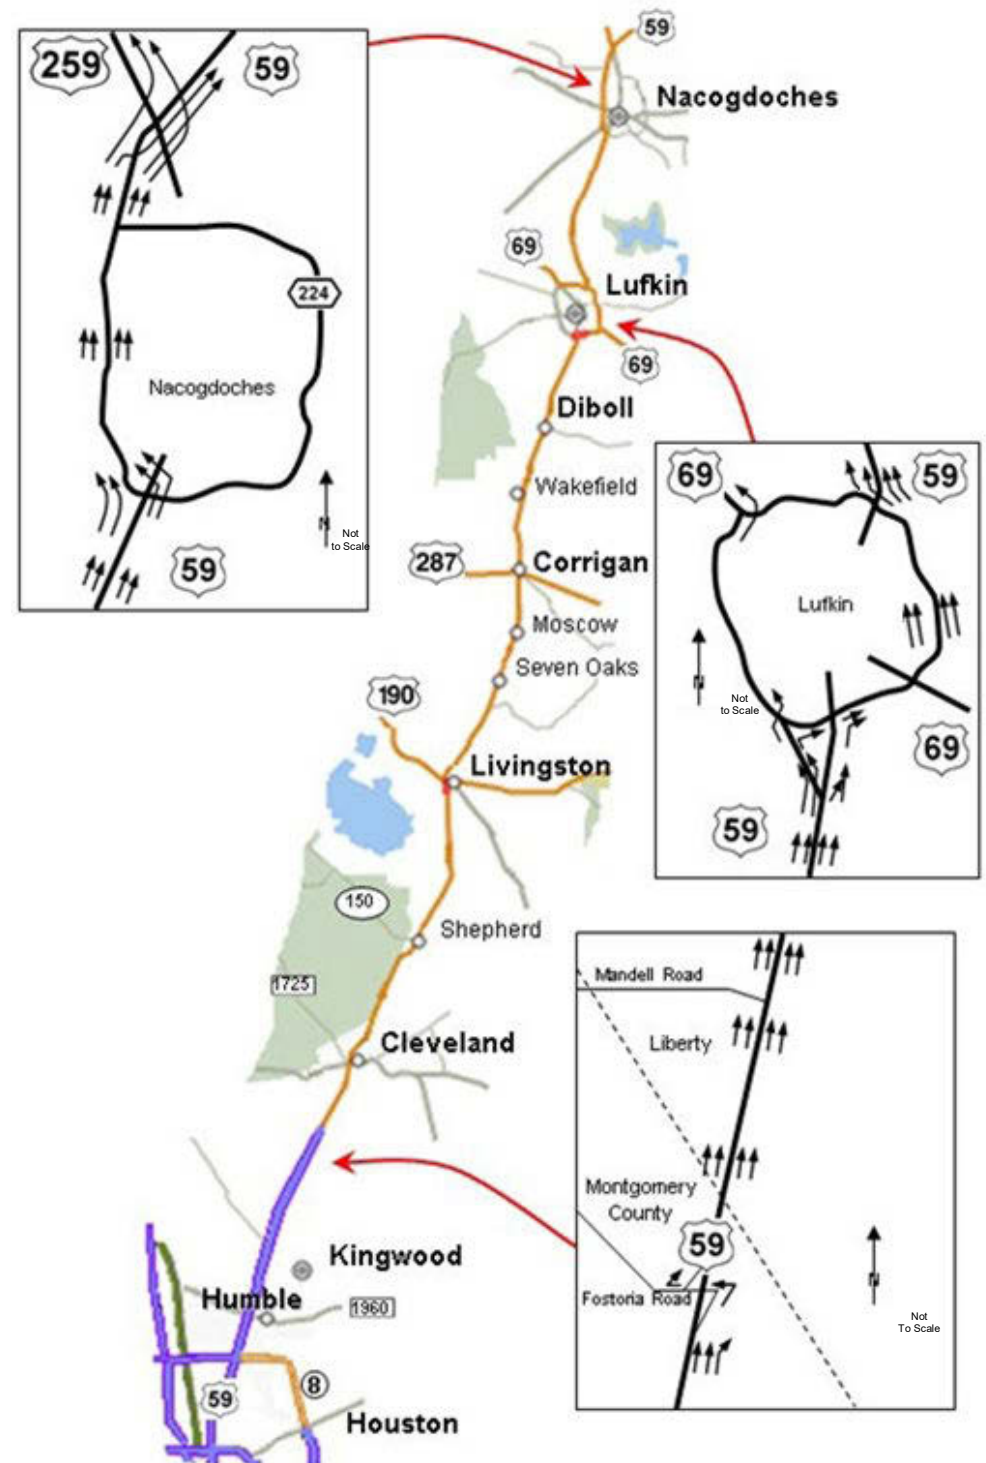 259
59
224
Nacogdoches
N
Not
to Scale
59
59
Nacogdoches
69
Lufkin
69
Diboll
Wakefield
287
Corrigan
Moscow
Seven Oaks
190
Livingston
150
Shepherd
1725
Cleveland
Kingwood
Humble
1960
59
8
Houston
69
59
Lufkin
N
Not
to Scale
69
59
Mandell Road
Liberty
Montgomery
County
59
Fostoria Road
N
Not
To Scale